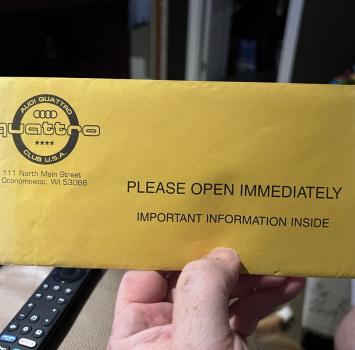 AUDI QUATTRO
quattro
CLUB U.S.A.
111 North Main Street
Oconomowoc, WI 53066
PLEASE OPEN IMMEDIATELY
IMPORTANT INFORMATION INSIDE